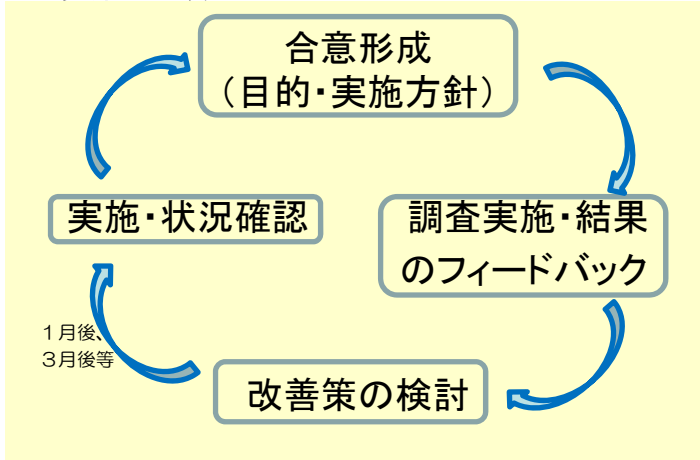 合意形成
（目的・実施方針）
調査実施・結果
のフィードバック
改善策の検討
１月後、
３月後等
実施・状況確認